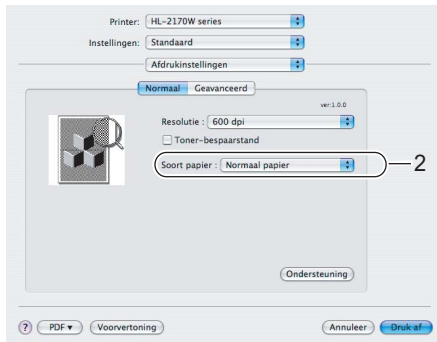 Printer: HL-2170W series
Instellingen: Standaard
Afdrukinstellingen
Normaal Geavanceerd
ver:1.0.0
Resolutie : 600 dpi
Toner-bespaarstand
Soort papier : Normaal papier
2
Ondersteuning
? PDF ▼ Voorvertoning Annuleer Druk af